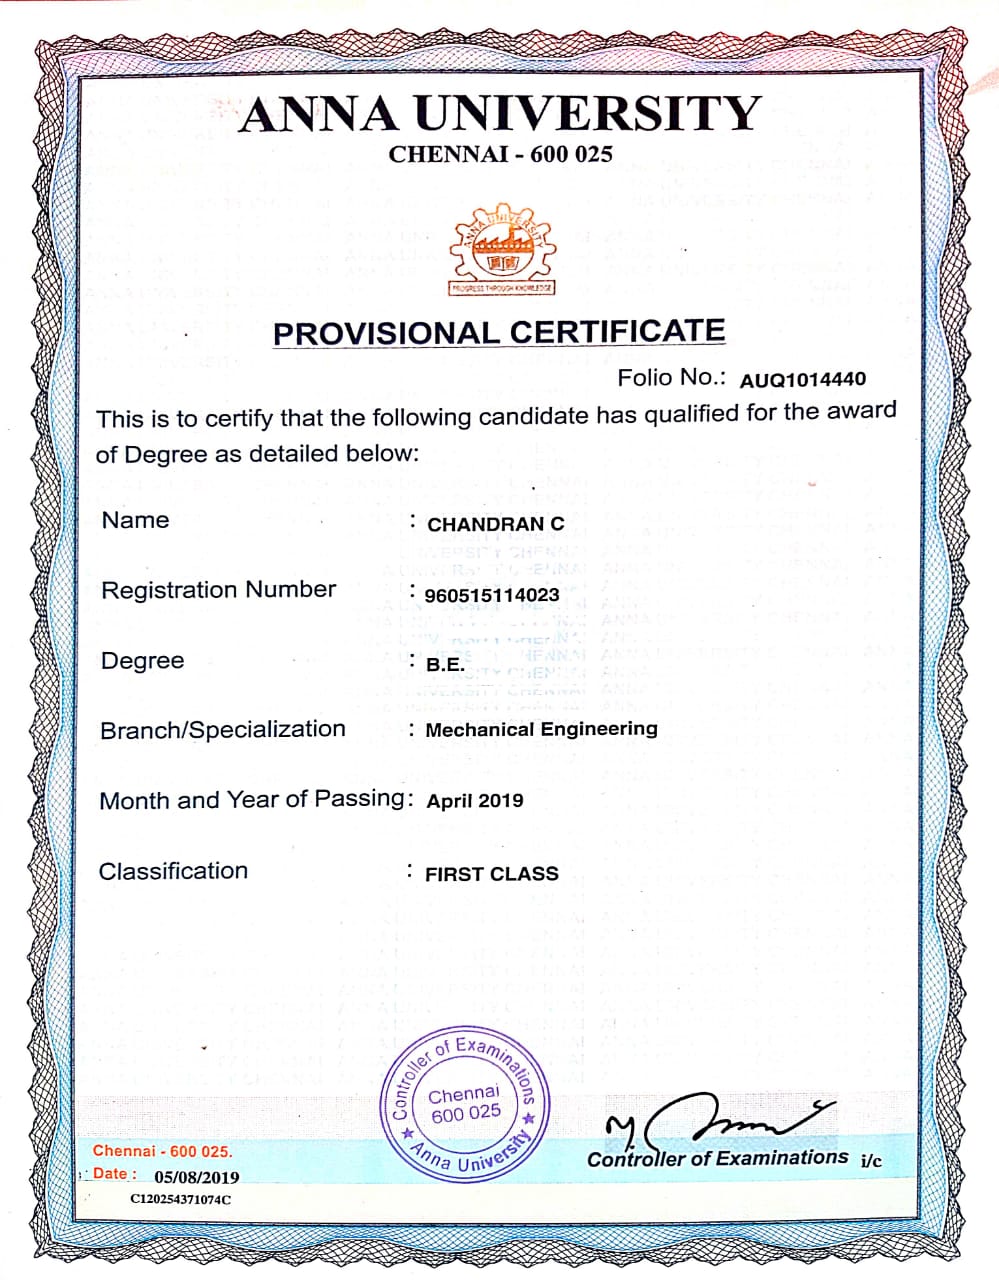 ANNA UNIVERSITY
CHENNAI - 600 025
ANNA UNIVERSITY
PROGRESS THROUGH KNOWLEDGE
PROVISIONAL CERTIFICATE
Folio No.: AUQ1014440
This is to certify that the following candidate has qualified for the award
of Degree as detailed below:
Name : CHANDRAN C
Registration Number : 960515114023
Degree : B.E.
Branch/Specialization : Mechanical Engineering
Month and Year of Passing: April 2019
Classification : FIRST CLASS
Controller of Examinations
Chennai
600 025
★ Anna University ★
Controller of Examinations i/c
Chennai - 600 025.
Date : 05/08/2019
C120254371074C